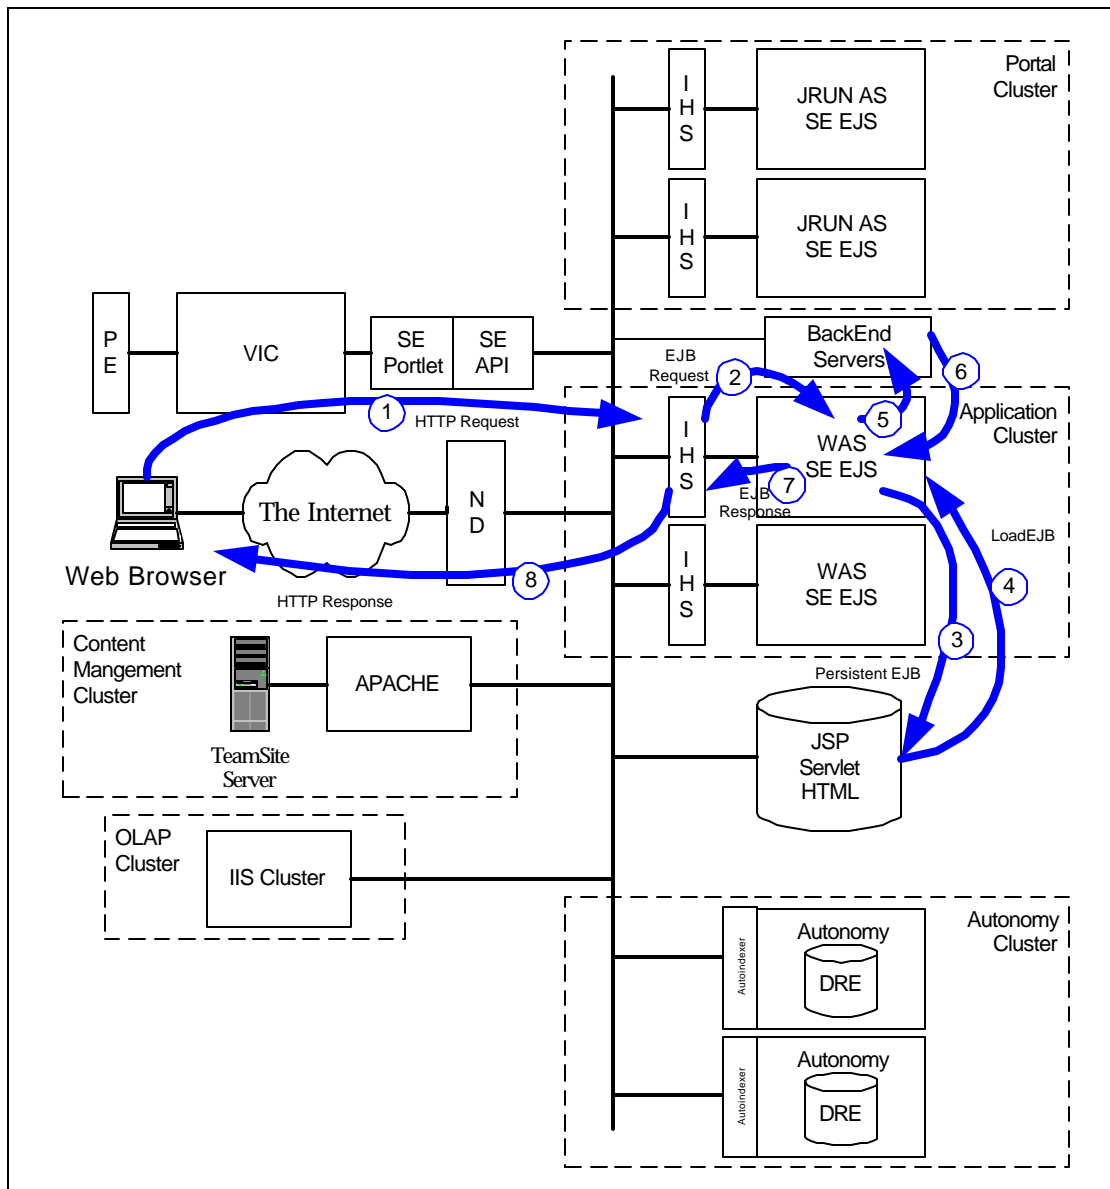 Portal
Cluster
I
H
S
JRUN AS
SE EJS
I
H
S
JRUN AS
SE EJS
P
E
VIC
SE
Portlet
SE
API
BackEnd
Servers
EJB
Request
2
6
1
HTTP Request
5
Application
Cluster
I
H
S
WAS
SE EJS
7
EJB
Response
The Internet
N
D
Web Browser
8
HTTP Response
LoadEJB
4
I
H
S
WAS
SE EJS
3
Persistent EJB
Content
Mangement
Cluster
APACHE
TeamSite
Server
JSP
Servlet
HTML
OLAP
Cluster
IIS Cluster
Autonomy
Cluster
Autoindexer
Autonomy
DRE
Autoindexer
Autonomy
DRE